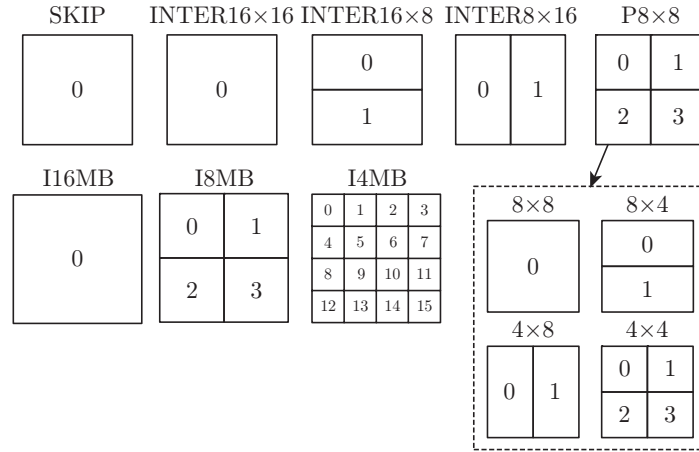 SKIP INTER16×16 INTER16×8 INTER8×16 P8×8
0 0 0 1 0 1 0 1 2 3
I16MB I8MB I4MB
0
0 1
2 3
0 1 2 3
4 5 6 7
8 9 10 11
12 13 14 15
8×8 8×4
0 0 1
4×8 4×4
0 1 0 1
2 3